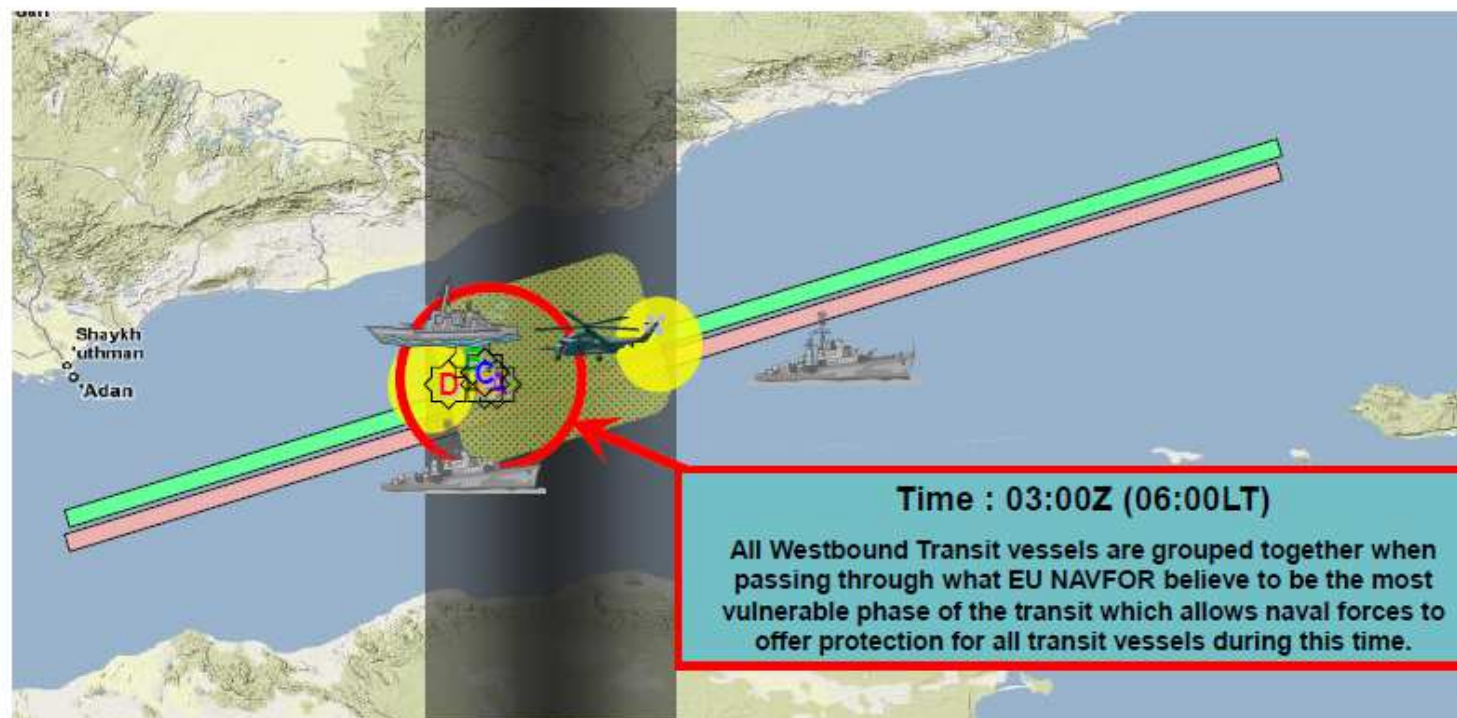 Shaykh
'uthman
'Adan
D
C
Time : 03:00Z (06:00LT)
All Westbound Transit vessels are grouped together when
passing through what EU NAVFOR believe to be the most
vulnerable phase of the transit which allows naval forces to
offer protection for all transit vessels during this time.